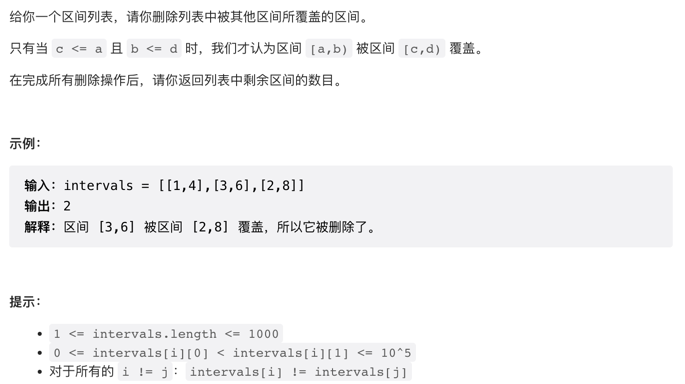 给你一个区间列表，请你删除列表中被其他区间所覆盖的区间。
只有当 c <= a 且 b <= d 时，我们才认为区间 [a,b) 被区间 [c,d) 覆盖。
在完成所有删除操作后，请你返回列表中剩余区间的数目。
示例：
输入：intervals = [[1,4],[3,6],[2,8]]
输出：2
解释：区间 [3,6] 被区间 [2,8] 覆盖，所以它被删除了。
提示：
• 1 <= intervals.length <= 1000
• 0 <= intervals[i][0] < intervals[i][1] <= 10^5
• 对于所有的 i != j：intervals[i] != intervals[j]